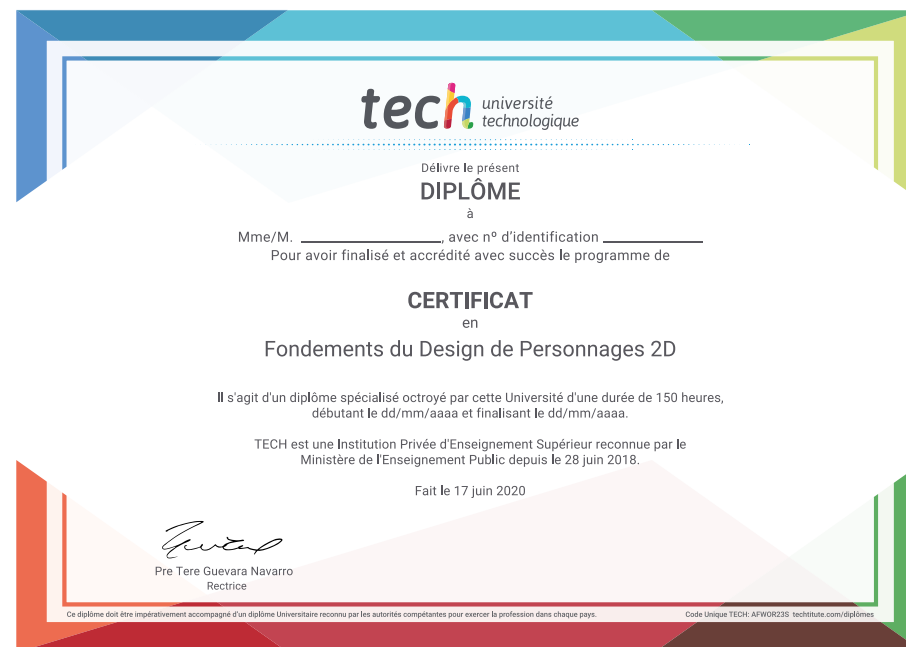 tech université
technologique
Délivre le présent
DIPLÔME
à
Mme/M. ____________________, avec nº d'identification ______________
Pour avoir finalisé et accrédité avec succès le programme de
CERTIFICAT
en
Fondements du Design de Personnages 2D
Il s'agit d'un diplôme spécialisé octroyé par cette Université d'une durée de 150 heures,
débutant le dd/mm/aaaa et finalisant le dd/mm/aaaa.
TECH est une Institution Privée d'Enseignement Supérieur reconnue par le
Ministère de l'Enseignement Public depuis le 28 juin 2018.
Fait le 17 juin 2020
Pre Tere Guevara Navarro
Rectrice
Ce diplôme doit être impérativement accompagné d'un diplôme Universitaire reconnu par les autorités compétantes pour exercer la profession dans chaque pays.
Code Unique TECH: AFWOR23S techtitute.com/diplômes